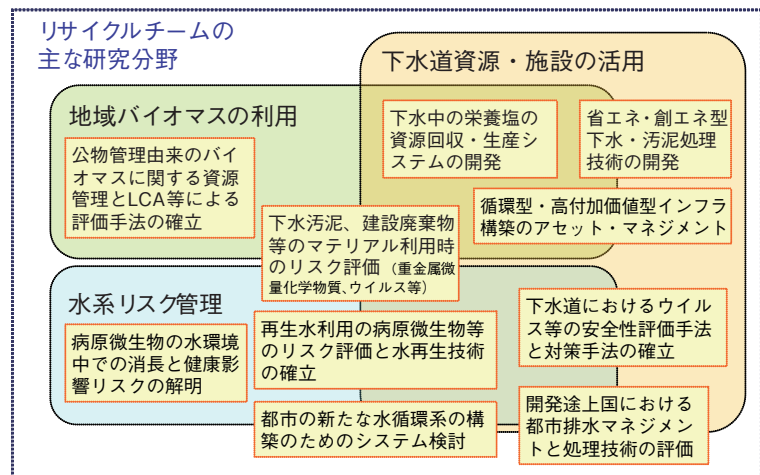 リサイクルチームの
主な研究分野
下水道資源・施設の活用
地域バイオマスの利用
下水中の栄養塩の
資源回収・生産シ
ステムの開発
省エネ・創エネ型
下水・汚泥処理
技術の開発
公物管理由来のバイ
オマスに関する資源
管理とLCA等による
評価手法の確立
循環型・高付加価値型インフラ
構築のアセット・マネジメント
下水汚泥、建設廃棄物
等のマテリアル利用時
のリスク評価（重金属微
量化学物質、ウイルス等）
水系リスク管理
下水道におけるウイル
ス等の安全性評価手法
と対策手法の確立
再生水利用の病原微生物等
のリスク評価と水再生技術
の確立
病原微生物の水環境
中での消長と健康影
響リスクの解明
開発途上国における
都市排水マネジメン
トと処理技術の評価
都市の新たな水循環系の構
築のためのシステム検討